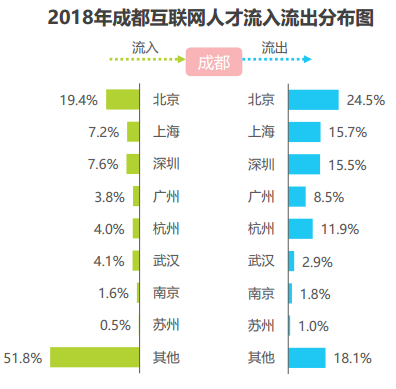 2018年成都互联网人才流入流出分布图
流入 流出
成都
19.4% 北京 北京 24.5%
7.2% 上海 上海 15.7%
7.6% 深圳 深圳 15.5%
3.8% 广州 广州 8.5%
4.0% 杭州 杭州 11.9%
4.1% 武汉 武汉 2.9%
1.6% 南京 南京 1.8%
0.5% 苏州 苏州 1.0%
51.8% 其他 其他 18.1%